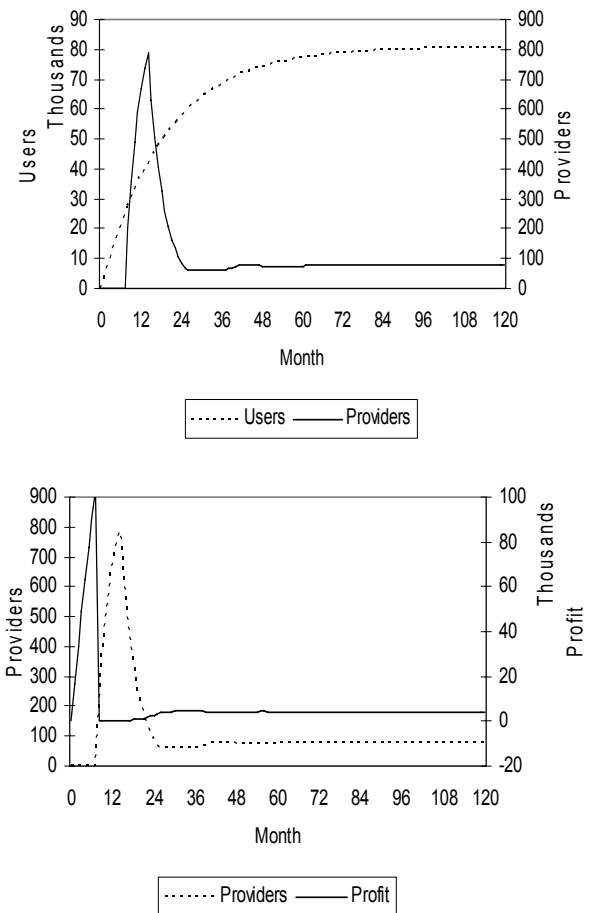 90 900
80 800
70 700
60 600
50 500
40 400
30 300
20 200
10 100
0 0
Users
Thousands
Providers
0 12 24 36 48 60 72 84 96 108 120
Month
Users Providers
900 100
800 80
700
600 60
500 40
400
300 20
200 0
100
0 -20
Providers
Thousands
Profit
0 12 24 36 48 60 72 84 96 108 120
Month
Providers Profit